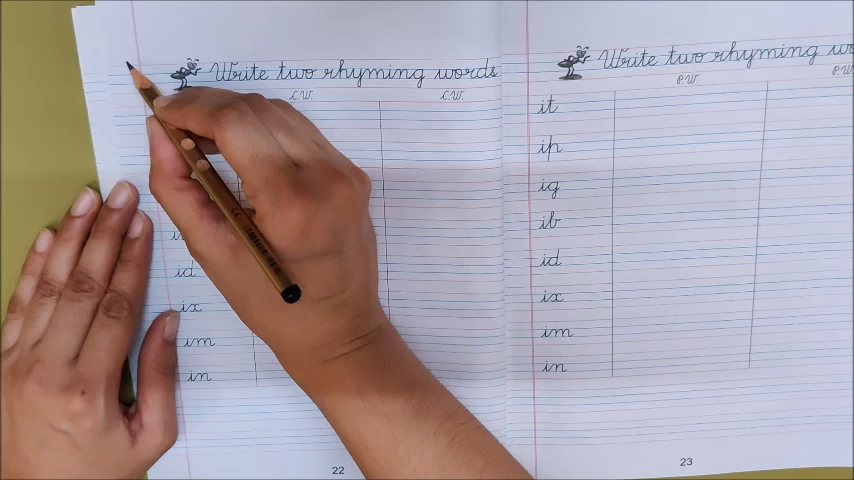 Write two rhyming words
C.W. C.W.
id
ix
im
in
22
Write two rhyming
P.W. P.W.
it
ip
ig
ib
id
ix
im
in
23